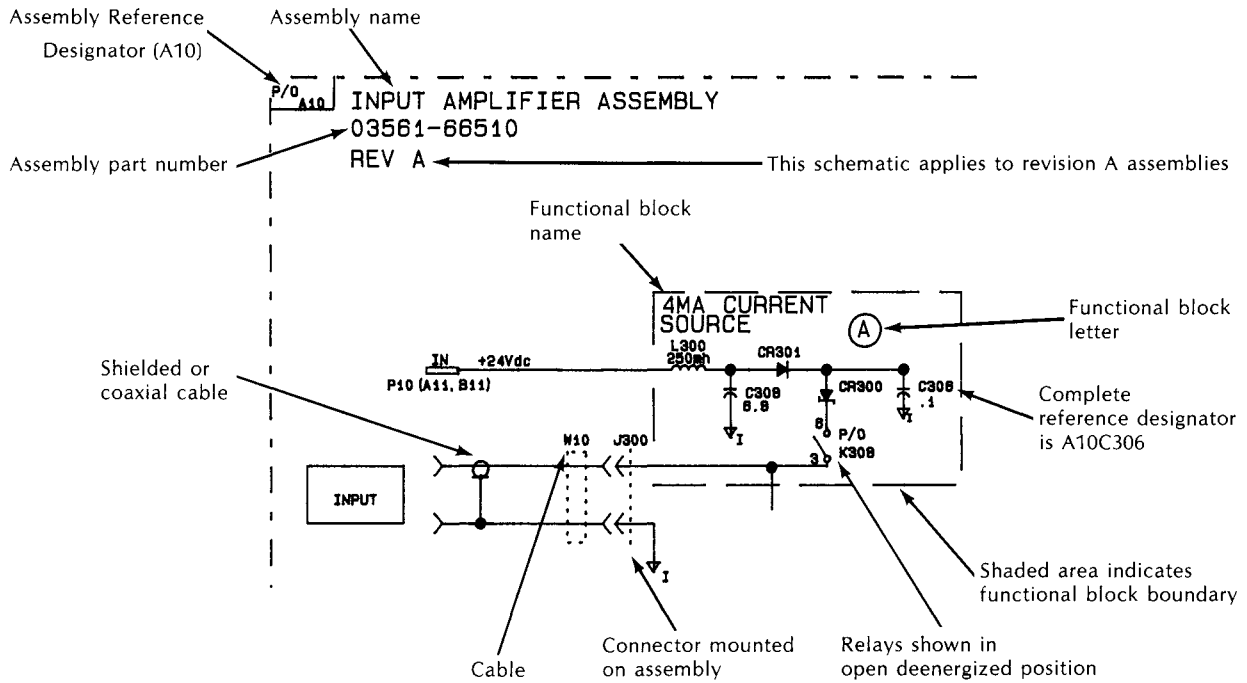 Assembly Reference
Designator (A10)
Assembly name
P/O
A10
INPUT AMPLIFIER ASSEMBLY
03561-66510
REV A
Assembly part number
This schematic applies to revision A assemblies
Functional block
name
4MA CURRENT
SOURCE
A
Functional block
letter
L300
250mh
CR301
IN
+24Vdc
P10 (A11, B11)
Shielded or
coaxial cable
C309
6.8
CR300
C306
.1
I
I
Complete
reference designator
is A10C306
8
P/O
K309
3
W10
J300
INPUT
I
Shaded area indicates
functional block boundary
Cable
Connector mounted
on assembly
Relays shown in
open deenergized position